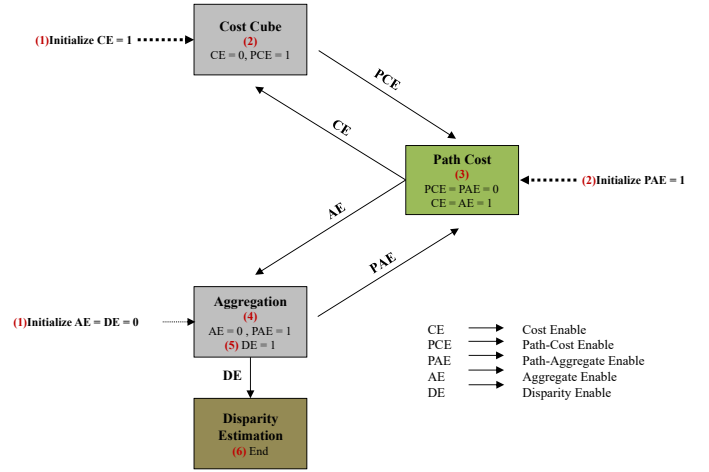 Cost Cube
(1)Initialize CE = 1
(2)
CE = 0, PCE = 1
PCE
CE
Path Cost
(3)
PCE = PAE = 0
CE = AE = 1
(2)Initialize PAE = 1
AE
PAE
Aggregation
(4)
AE = 0 , PAE = 1
(5) DE = 1
(1)Initialize AE = DE = 0
DE
Disparity
Estimation
(6) End
CE Cost Enable
PCE Path-Cost Enable
PAE Path-Aggregate Enable
AE Aggregate Enable
DE Disparity Enable